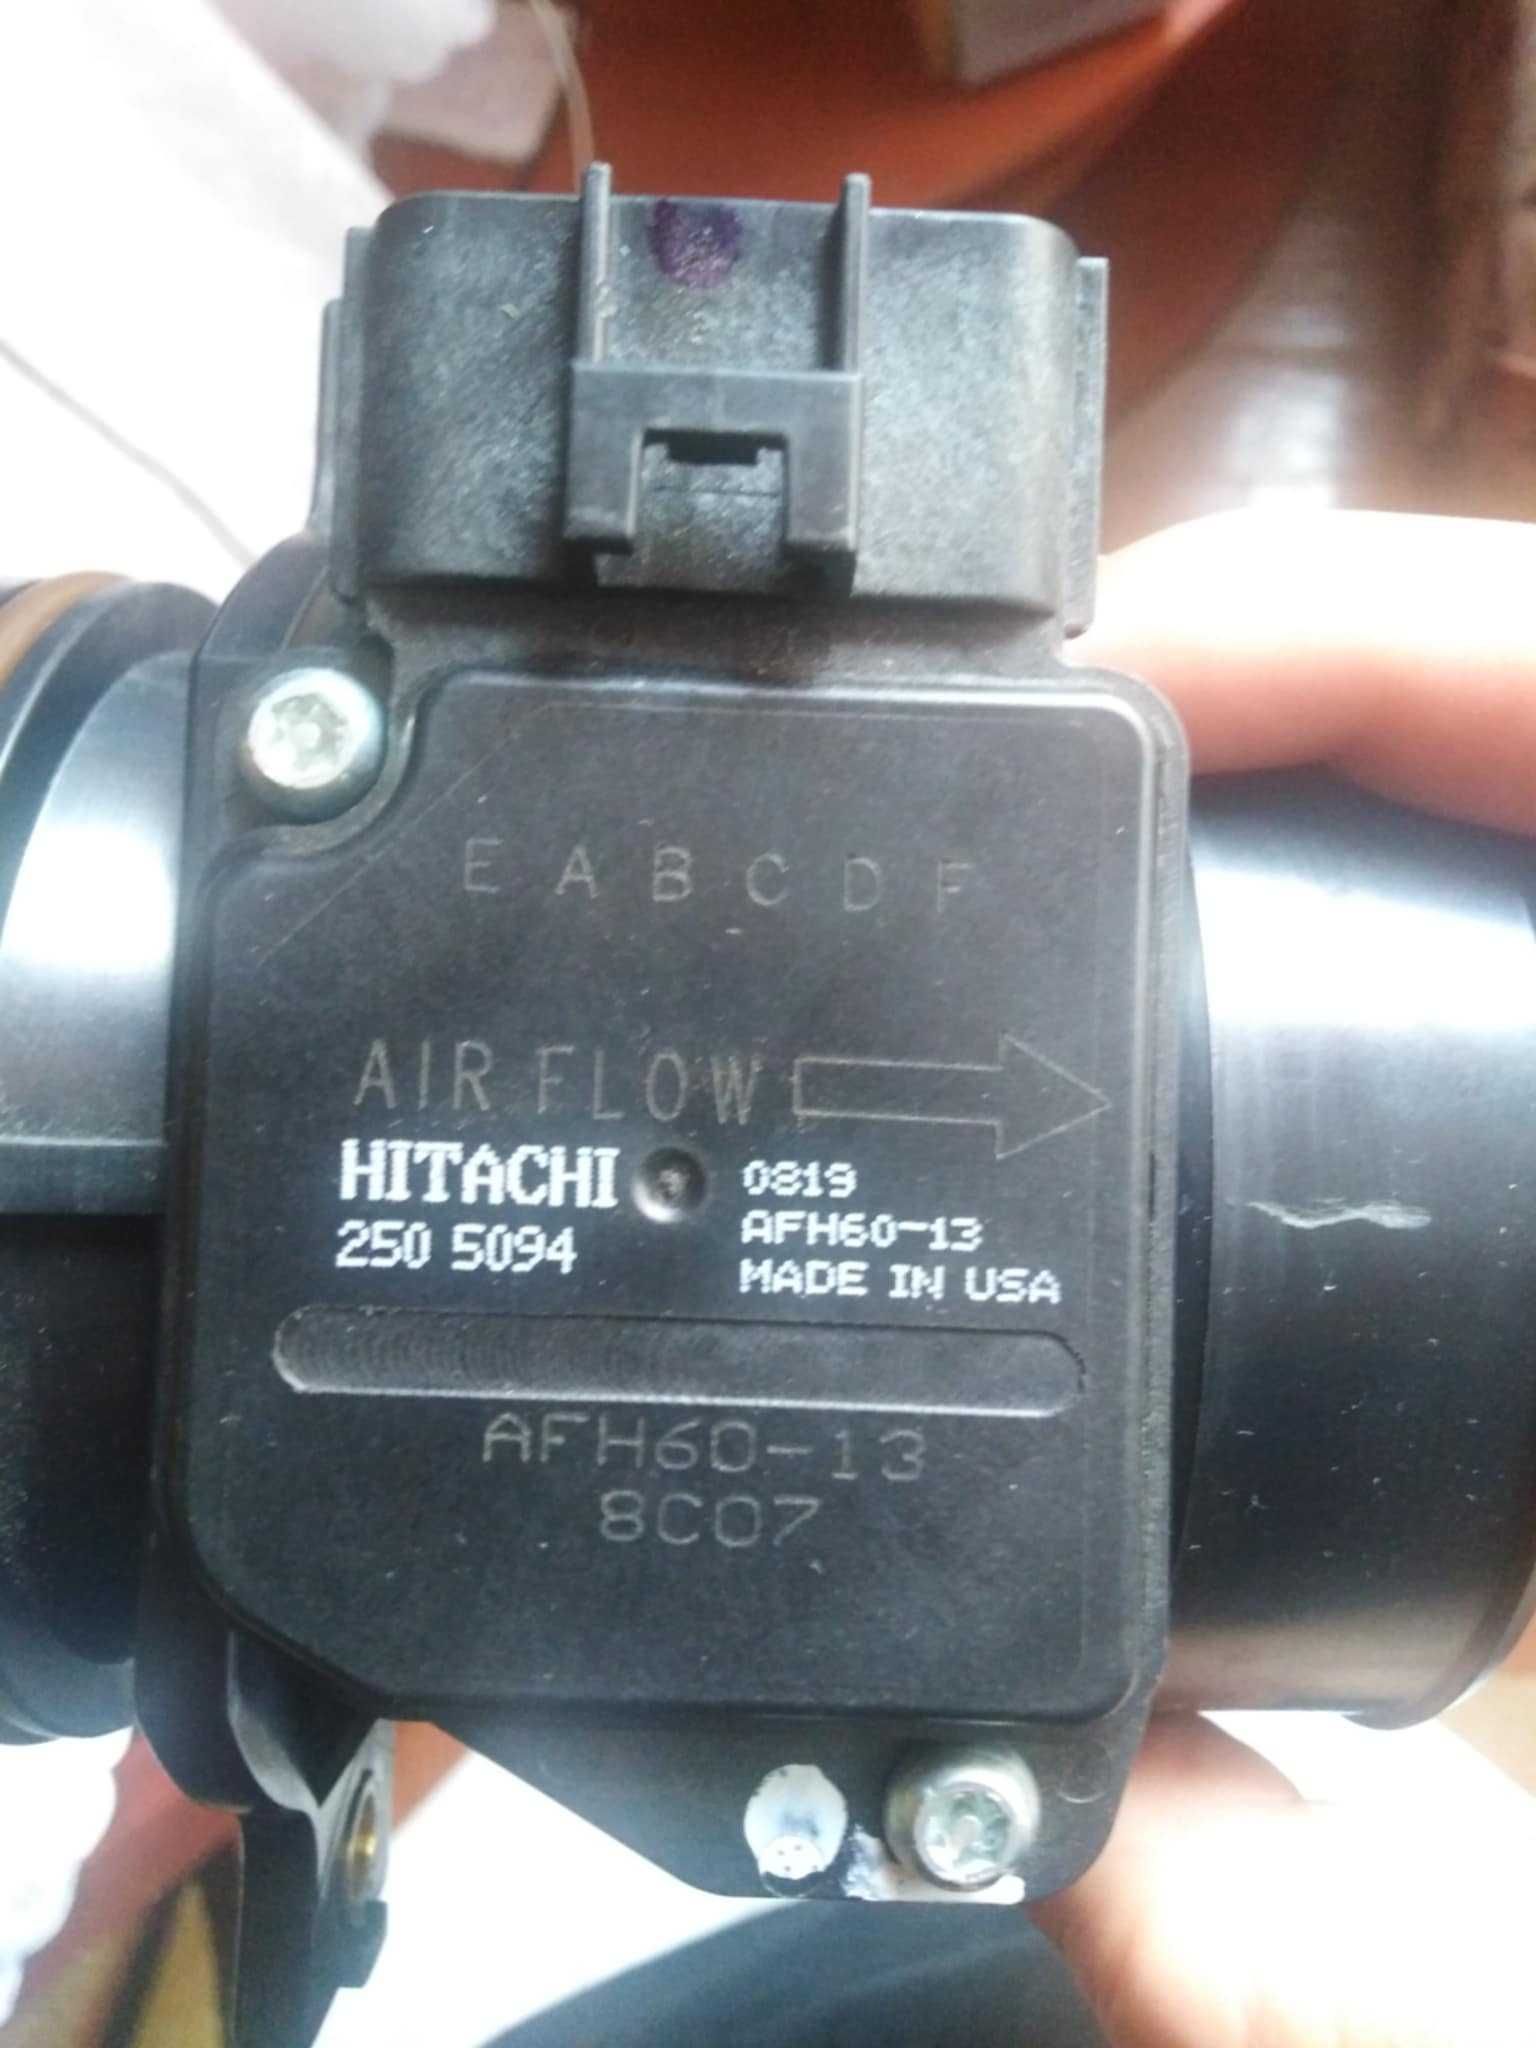 E A B C D F
AIR FLOW
HITACHI
250 5094
0819
AFH60-13
MADE IN USA
AFH60-13
8C07